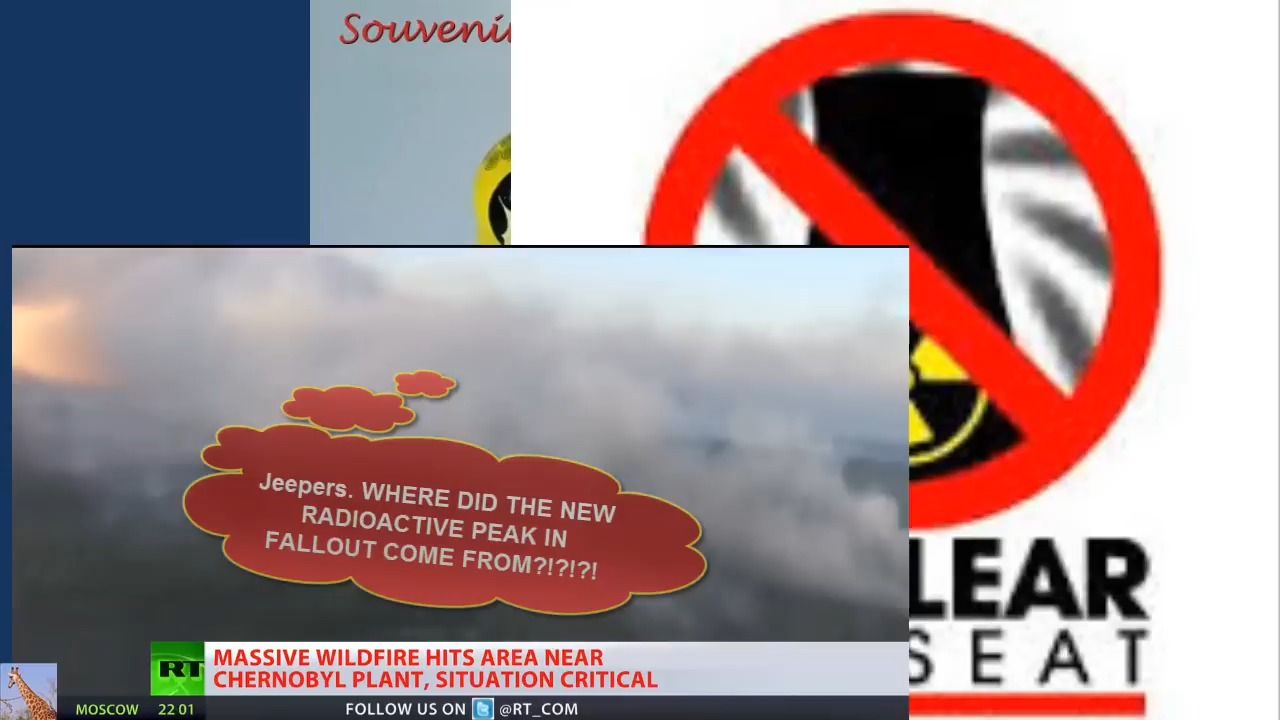 Souveni
Jeepers. WHERE DID THE NEW
RADIOACTIVE PEAK IN
FALLOUT COME FROM?!?!?!
LEAR
SEAT
RT
MASSIVE WILDFIRE HITS AREA NEAR
CHERNOBYL PLANT, SITUATION CRITICAL
MOSCOW 22 01
FOLLOW US ON @RT_COM